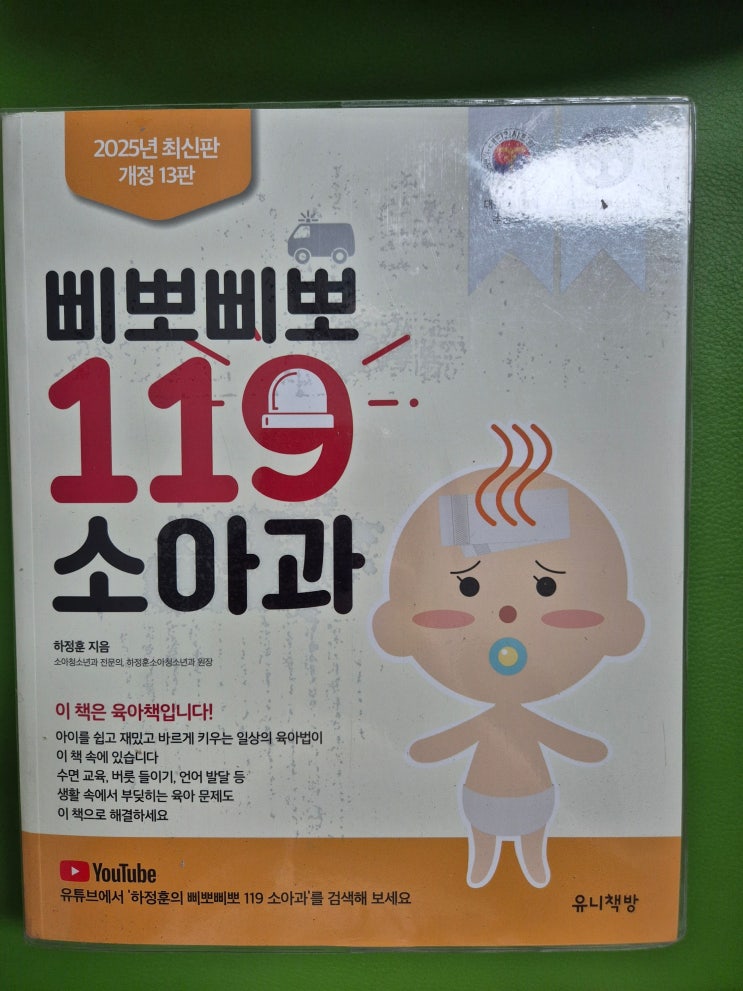 2025년 최신판
개정 13판
삐뽀삐뽀
119
소아과
하정훈 지음
소아청소년과 전문의, 하정훈소아청소년과 원장
이 책은 육아책입니다!
아이를 쉽고 재밌고 바르게 키우는 일상의 육아법이
이 책 속에 있습니다
수면 교육, 버릇 들이기, 언어 발달 등
생활 속에서 부딪히는 육아 문제도
이 책으로 해결하세요
YouTube
유튜브에서 '하정훈의 삐뽀삐뽀 119 소아과'를 검색해 보세요
유니책방